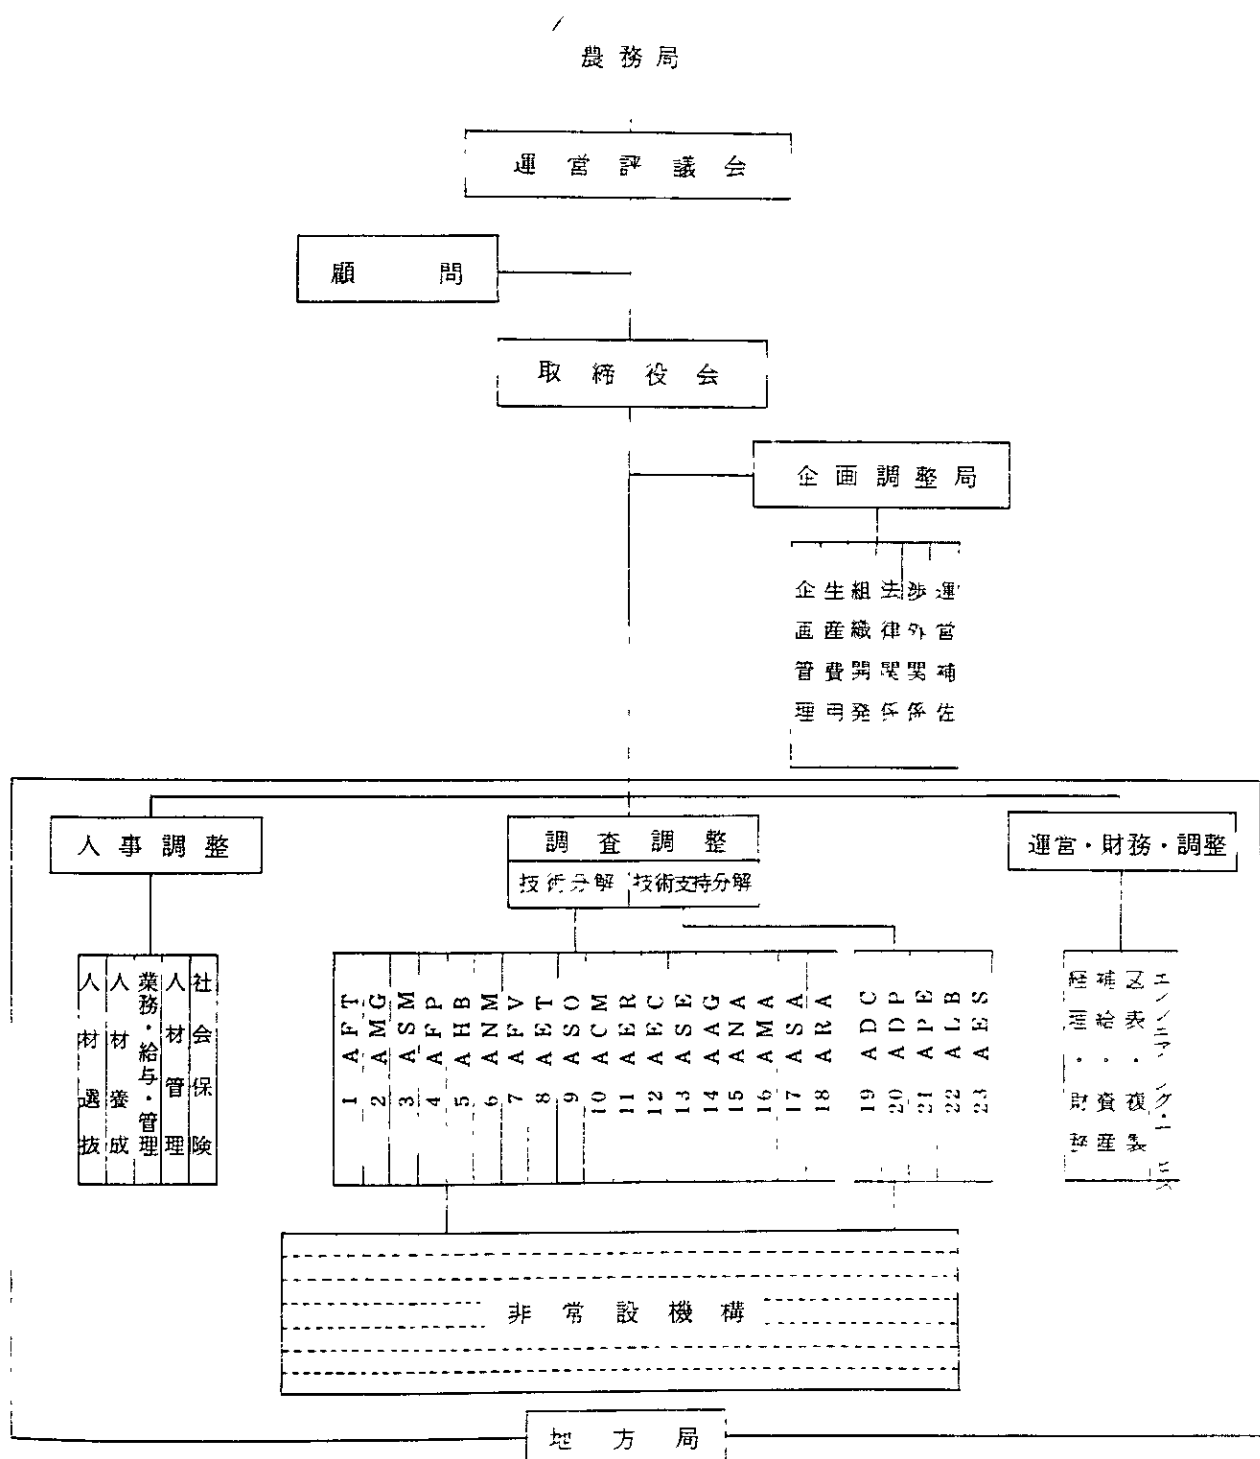 農務局
運営評議会
顧問
取締役会
企画調整局
企画管理
生産費用
組織開発
法律関係
渉外関係
運営補佐
人事調整
調査調整
運営・財務・調整
技術分解
技術支持分解
人材選抜
人材養成
業務・給与・管理
人材管理
社会保険
1 AFT
2 AMG
3 ASM
4 AFP
5 AHB
6 ANM
7 AFV
8 AET
9 ASO
10 ACM
11 AER
12 AEC
13 ASE
14 AAG
15 ANA
16 AMA
17 ASA
18 ARA
19 ADC
20 ADP
21 APE
22 ALB
23 AES
経理・財務
補給・資産
図表・複製
非常設機構
地方局